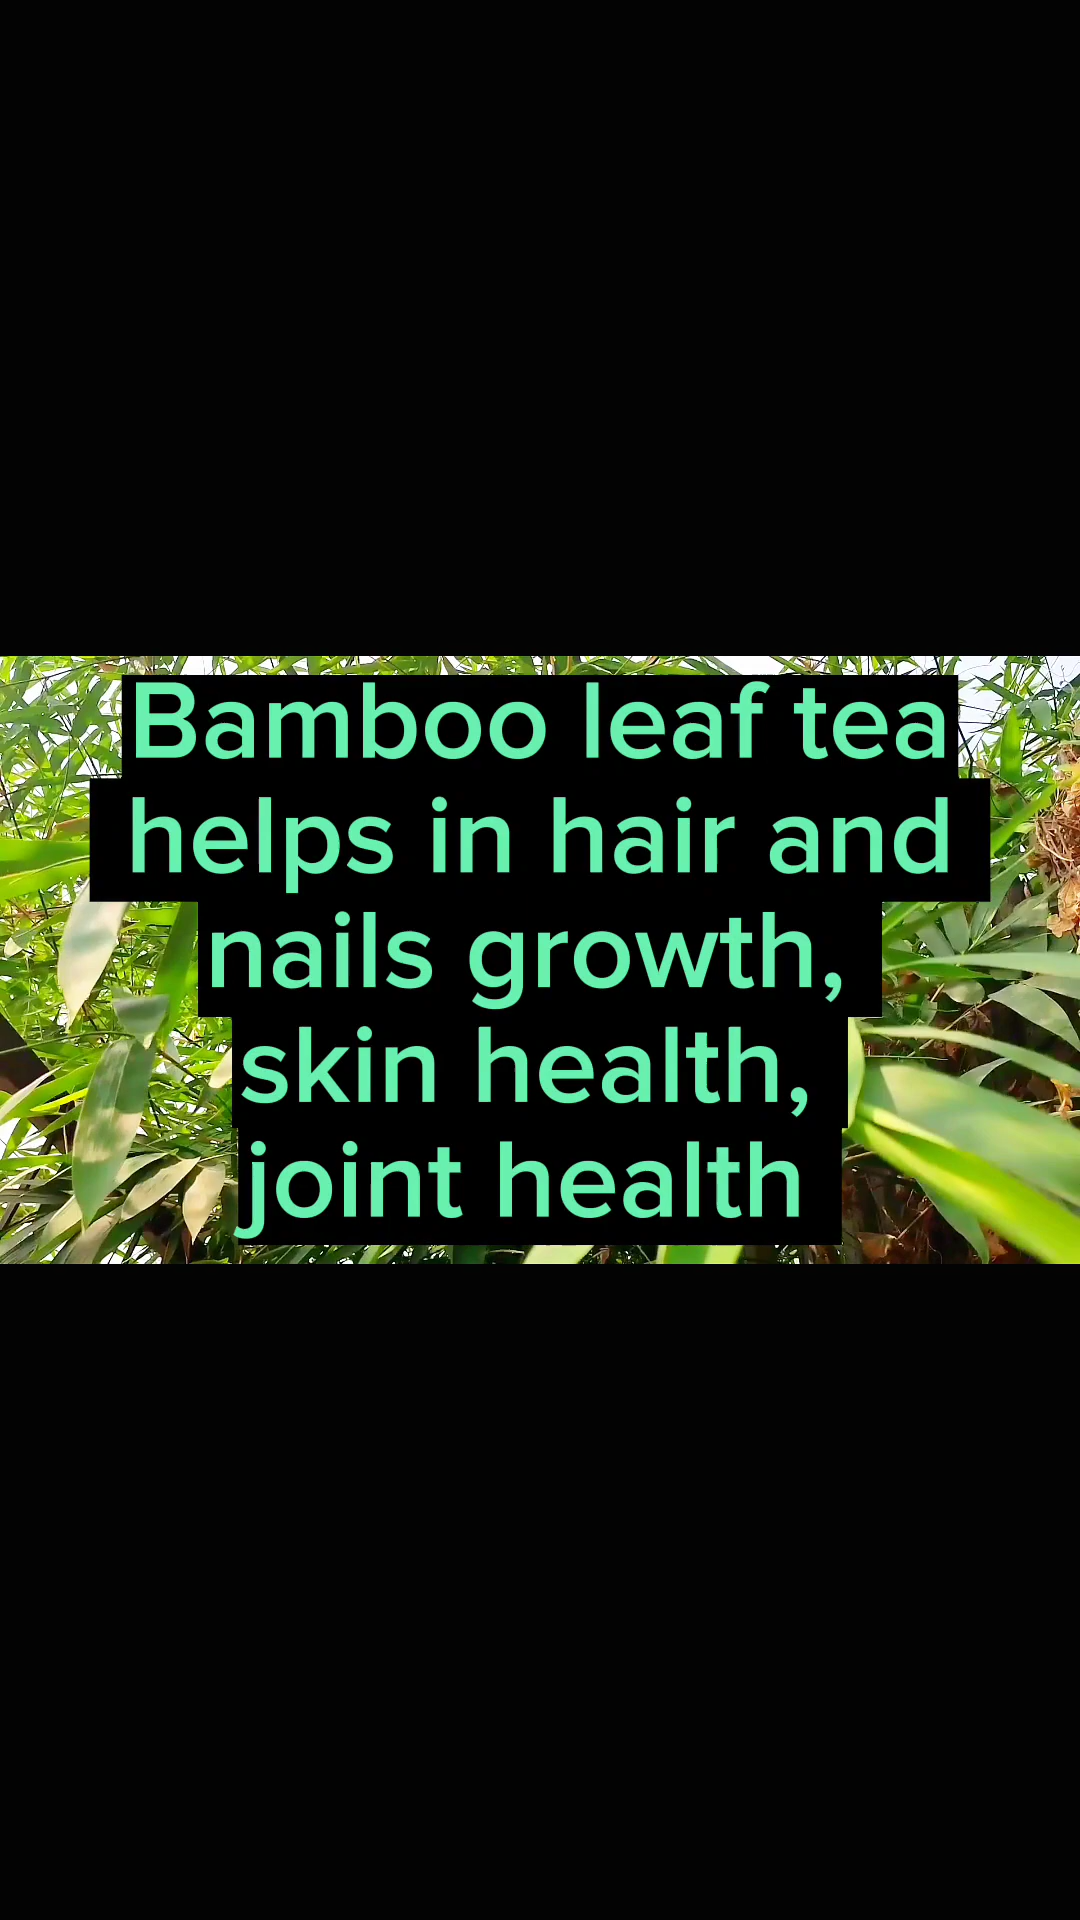 Bamboo leaf tea
helps in hair and
nails growth,
skin health,
joint health